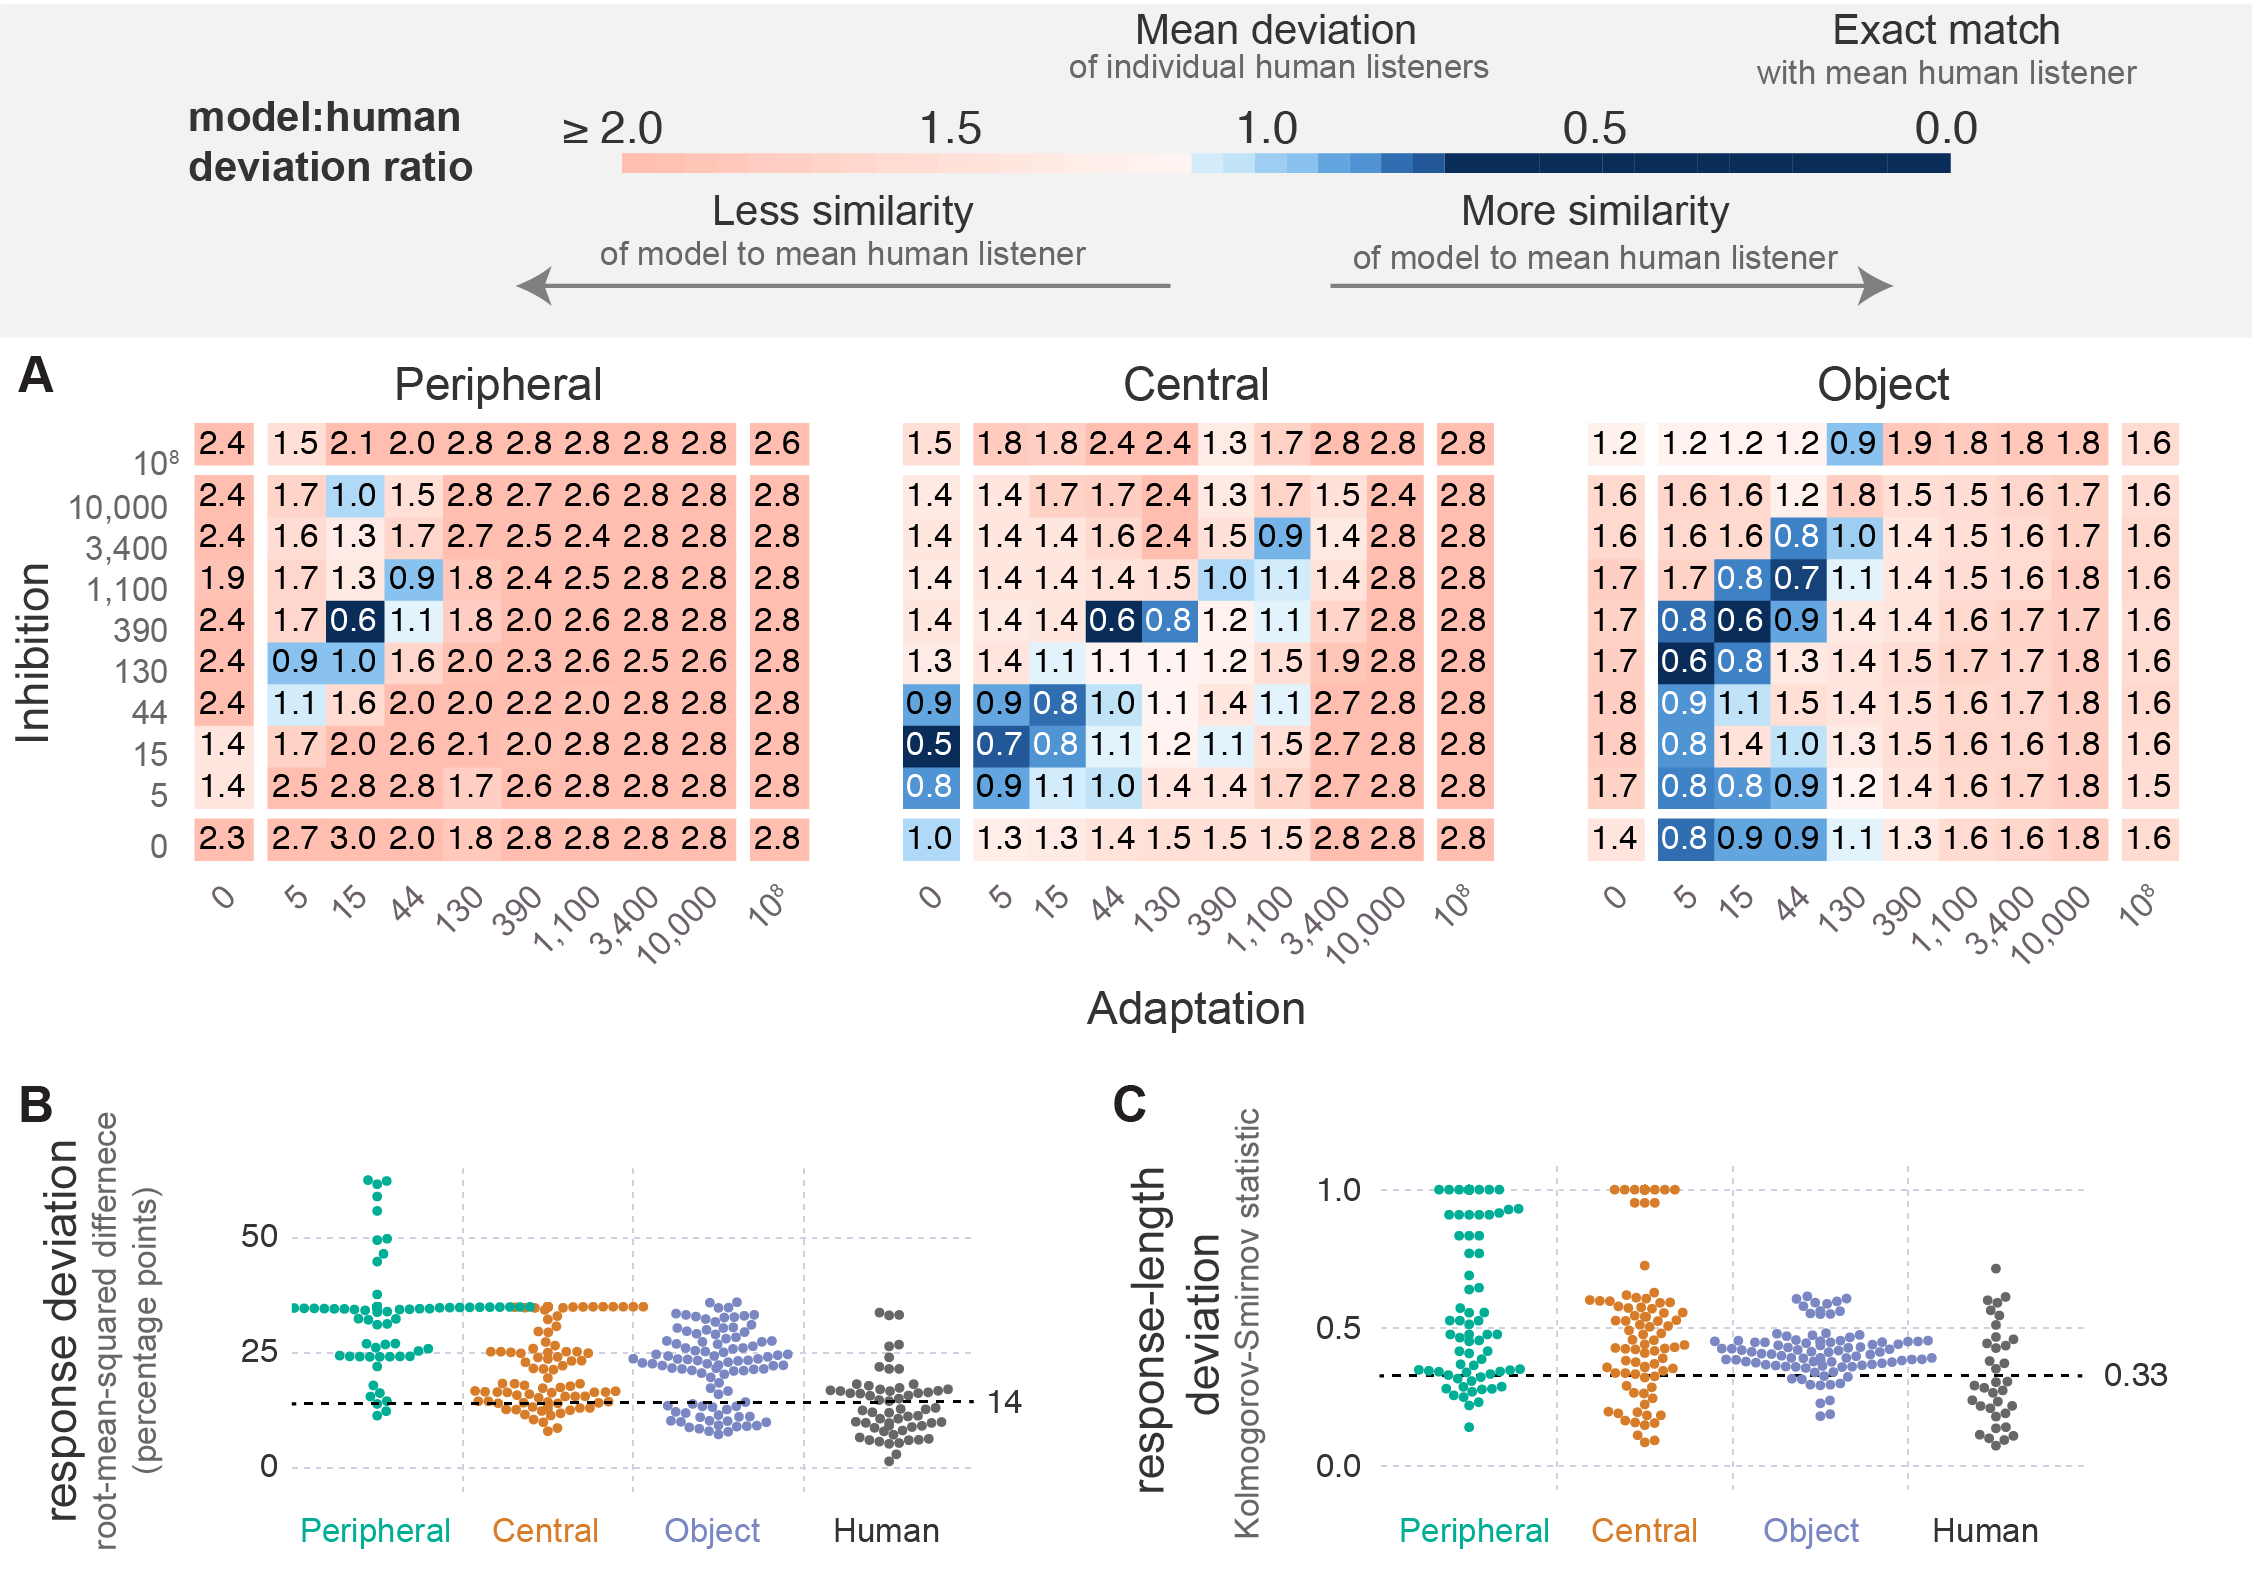 Mean deviation
of individual human listeners
Exact match
with mean human listener
model:human
deviation ratio
≥ 2.0 1.5 1.0 0.5 0.0
Less similarity
of model to mean human listener
More similarity
of model to mean human listener
A
Peripheral Central Object
Inhibition
10⁸ 2.4 1.5 2.1 2.0 2.8 2.8 2.8 2.8 2.8 2.6 1.5 1.8 1.8 2.4 2.4 1.3 1.7 2.8 2.8 2.8 1.2 1.2 1.2 1.2 0.9 1.9 1.8 1.8 1.8 1.6
10,000 2.4 1.7 1.0 1.5 2.8 2.7 2.6 2.8 2.8 2.8 1.4 1.4 1.7 1.7 2.4 1.3 1.7 1.5 2.4 2.8 1.6 1.6 1.6 1.2 1.8 1.5 1.5 1.6 1.7 1.6
3,400 2.4 1.6 1.3 1.7 2.7 2.5 2.4 2.8 2.8 2.8 1.4 1.4 1.4 1.6 2.4 1.5 0.9 1.4 2.8 2.8 1.6 1.6 1.6 0.8 1.0 1.4 1.5 1.6 1.7 1.6
1,100 1.9 1.7 1.3 0.9 1.8 2.4 2.5 2.8 2.8 2.8 1.4 1.4 1.4 1.4 1.5 1.0 1.1 1.4 2.8 2.8 1.7 1.7 0.8 0.7 1.1 1.4 1.5 1.6 1.8 1.6
390 2.4 1.7 0.6 1.1 1.8 2.0 2.6 2.8 2.8 2.8 1.4 1.4 1.4 0.6 0.8 1.2 1.1 1.7 2.8 2.8 1.7 0.8 0.6 0.9 1.4 1.4 1.6 1.7 1.7 1.6
130 2.4 0.9 1.0 1.6 2.0 2.3 2.6 2.5 2.6 2.8 1.3 1.4 1.1 1.1 1.1 1.2 1.5 1.9 2.8 2.8 1.7 0.6 0.8 1.3 1.4 1.5 1.7 1.7 1.8 1.6
44 2.4 1.1 1.6 2.0 2.0 2.2 2.0 2.8 2.8 2.8 0.9 0.9 0.8 1.0 1.1 1.4 1.1 2.7 2.8 2.8 1.8 0.9 1.1 1.5 1.4 1.5 1.6 1.7 1.8 1.6
15 1.4 1.7 2.0 2.6 2.1 2.0 2.8 2.8 2.8 2.8 0.5 0.7 0.8 1.1 1.2 1.1 1.5 2.7 2.8 2.8 1.8 0.8 1.4 1.0 1.3 1.5 1.6 1.6 1.8 1.6
5 1.4 2.5 2.8 2.8 1.7 2.6 2.8 2.8 2.8 2.8 0.8 0.9 1.1 1.0 1.4 1.4 1.7 2.7 2.8 2.8 1.7 0.8 0.8 0.9 1.2 1.4 1.6 1.7 1.8 1.5
0 2.3 2.7 3.0 2.0 1.8 2.8 2.8 2.8 2.8 2.8 1.0 1.3 1.3 1.4 1.5 1.5 1.5 2.8 2.8 2.8 1.4 0.8 0.9 0.9 1.1 1.3 1.6 1.6 1.8 1.6
0 5 15 44 130 390 1,100 3,400 10,000 10⁸ 0 5 15 44 130 390 1,100 3,400 10,000 10⁸ 0 5 15 44 130 390 1,100 3,400 10,000 10⁸
Adaptation
B
response deviation
root-mean-squared differnece
(percentage points)
50
25
0
14
Peripheral Central Object Human
C
response-length
deviation
Kolmogorov-Smirnov statistic
1.0
0.5
0.0
0.33
Peripheral Central Object Human